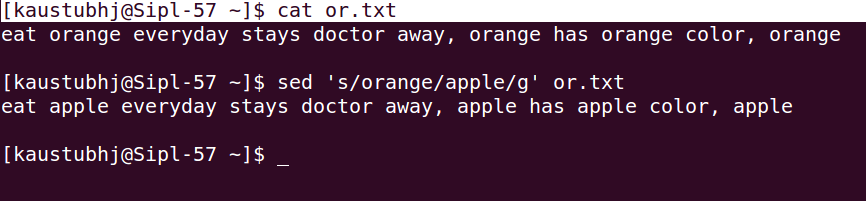 [kaustubhj@Sipl-57 ~]$ cat or.txt
eat orange everyday stays doctor away, orange has orange color, orange
[kaustubhj@Sipl-57 ~]$ sed 's/orange/apple/g' or.txt
eat apple everyday stays doctor away, apple has apple color, apple
[kaustubhj@Sipl-57 ~]$ _